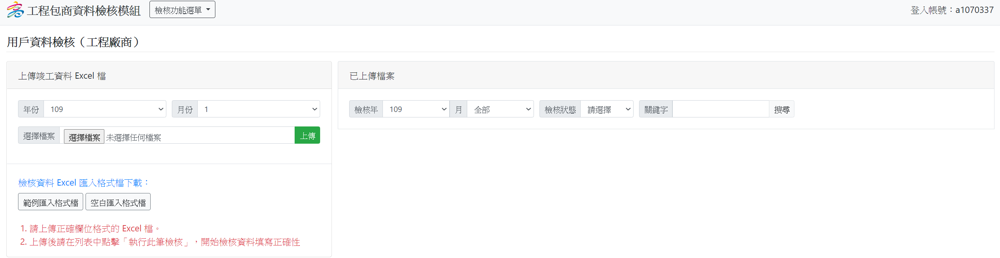 工程包商資料檢核模組 檢核功能選單 登入帳號：a1070337
用戶資料檢核（工程廠商）
上傳竣工資料 Excel 檔
年份 109 月份 1
選擇檔案 選擇檔案 未選擇任何檔案 上傳
檢核資料 Excel 匯入格式檔下載：
範例匯入格式檔 空白匯入格式檔
1. 請上傳正確欄位格式的 Excel 檔。
2. 上傳後請在列表中點擊「執行此筆檢核」，開始檢核資料填寫正確性
已上傳檔案
檢核年 109 月 全部 檢核狀態 請選擇 關鍵字 搜尋